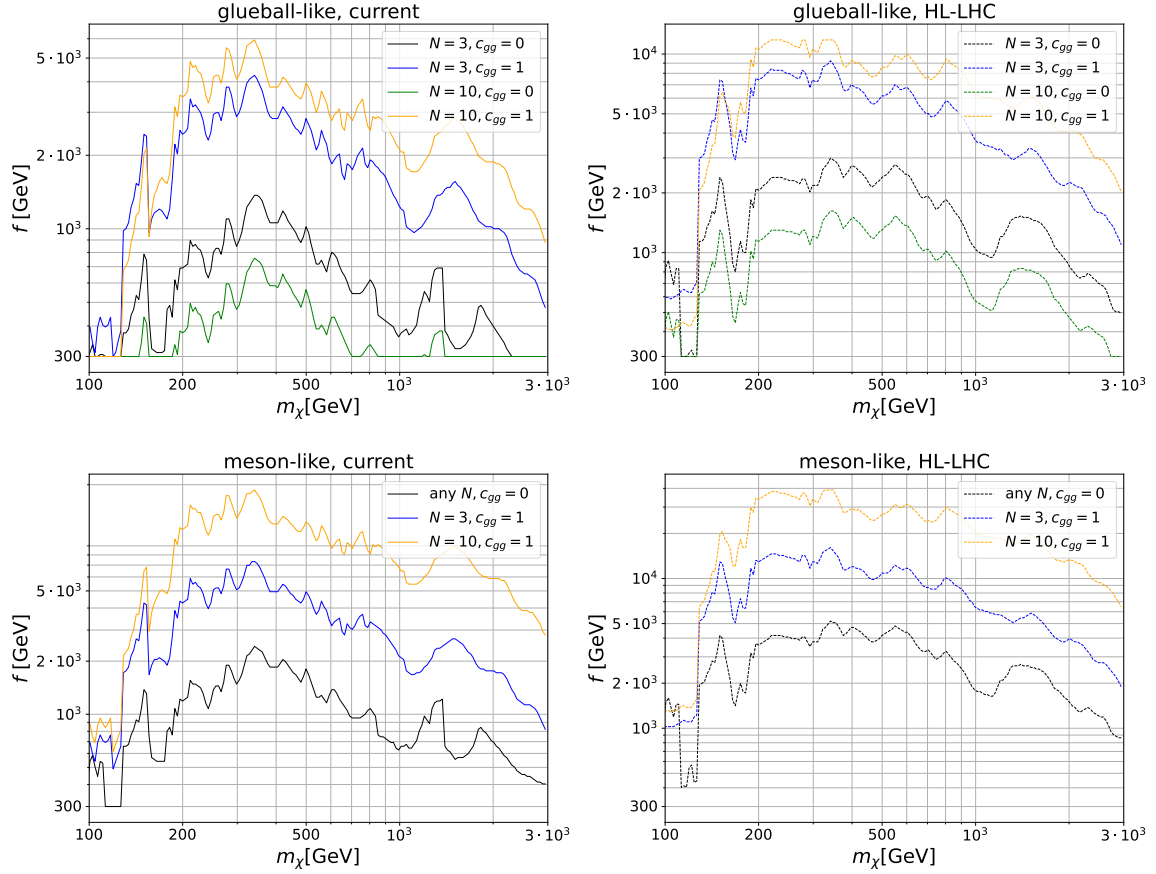 glueball-like, current
f [GeV]
5·10³
2·10³
10³
300
N = 3, c_gg = 0
N = 3, c_gg = 1
N = 10, c_gg = 0
N = 10, c_gg = 1
100 200 500 10³ 3·10³
m_χ[GeV]
glueball-like, HL-LHC
f [GeV]
10⁴
5·10³
2·10³
10³
300
N = 3, c_gg = 0
N = 3, c_gg = 1
N = 10, c_gg = 0
N = 10, c_gg = 1
100 200 500 10³ 3·10³
m_χ[GeV]
meson-like, current
f [GeV]
5·10³
2·10³
10³
300
any N, c_gg = 0
N = 3, c_gg = 1
N = 10, c_gg = 1
100 200 500 10³ 3·10³
m_χ[GeV]
meson-like, HL-LHC
f [GeV]
10⁴
5·10³
2·10³
10³
300
any N, c_gg = 0
N = 3, c_gg = 1
N = 10, c_gg = 1
100 200 500 10³ 3·10³
m_χ[GeV]